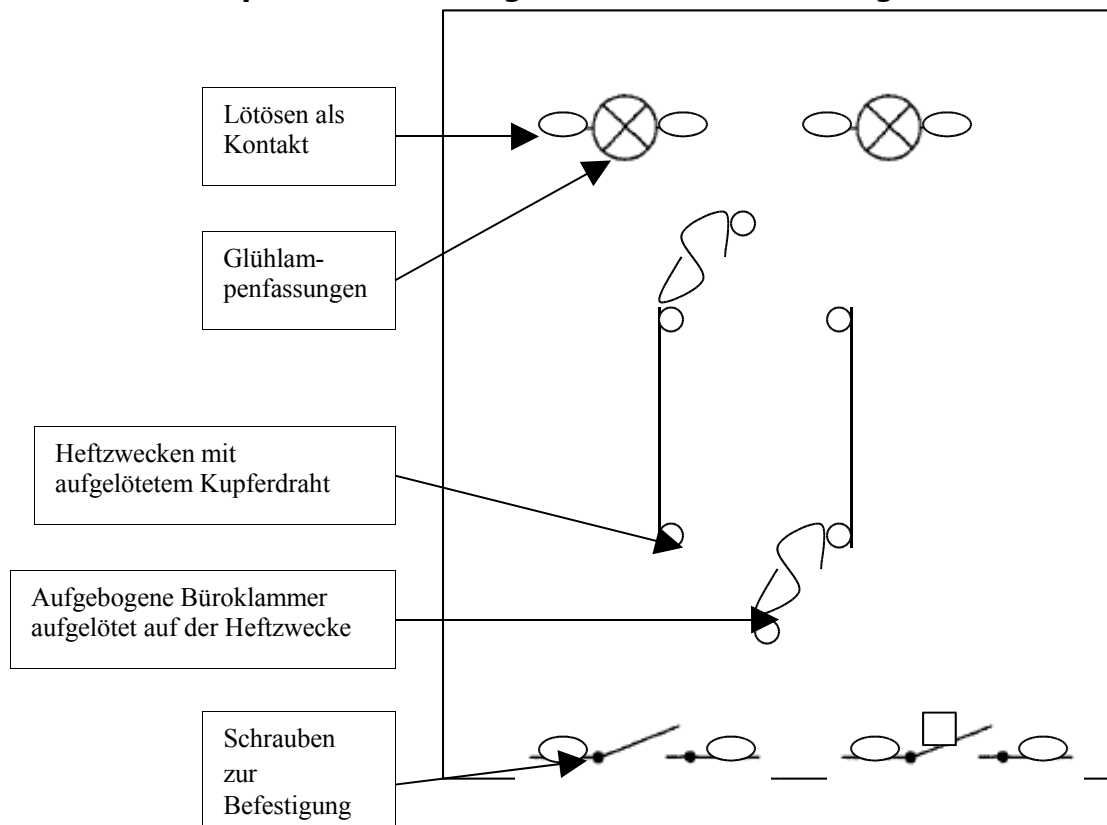 Lötösen als
Kontakt
Glühlam-
penfassungen
Heftzwecken mit
aufgelötetem Kupferdraht
Aufgebogene Büroklammer
aufgelötet auf der Heftzwecke
Schrauben
zur
Befestigung